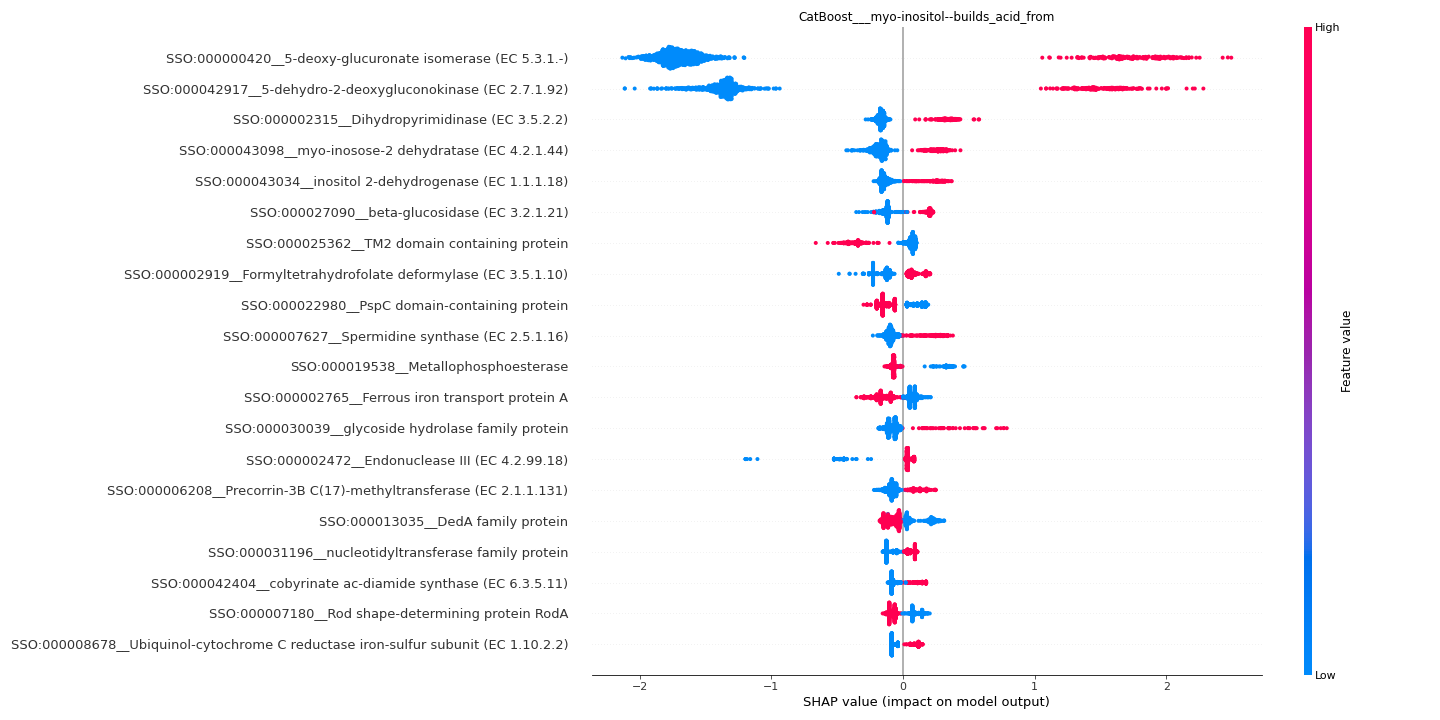 CatBoost___myo-inositol--builds_acid_from
SSO:000000420__5-deoxy-glucuronate isomerase (EC 5.3.1.-)
SSO:000042917__5-dehydro-2-deoxygluconokinase (EC 2.7.1.92)
SSO:000002315__Dihydropyrimidinase (EC 3.5.2.2)
SSO:000043098__myo-inosose-2 dehydratase (EC 4.2.1.44)
SSO:000043034__inositol 2-dehydrogenase (EC 1.1.1.18)
SSO:000027090__beta-glucosidase (EC 3.2.1.21)
SSO:000025362__TM2 domain containing protein
SSO:000002919__Formyltetrahydrofolate deformylase (EC 3.5.1.10)
SSO:000022980__PspC domain-containing protein
SSO:000007627__Spermidine synthase (EC 2.5.1.16)
SSO:000019538__Metallophosphoesterase
SSO:000002765__Ferrous iron transport protein A
SSO:000030039__glycoside hydrolase family protein
SSO:000002472__Endonuclease III (EC 4.2.99.18)
SSO:000006208__Precorrin-3B C(17)-methyltransferase (EC 2.1.1.131)
SSO:000013035__DedA family protein
SSO:000031196__nucleotidyltransferase family protein
SSO:000042404__cobyrinate ac-diamide synthase (EC 6.3.5.11)
SSO:000007180__Rod shape-determining protein RodA
SSO:000008678__Ubiquinol-cytochrome C reductase iron-sulfur subunit (EC 1.10.2.2)
−2 −1 0 1 2
SHAP value (impact on model output)
High
Feature value
Low